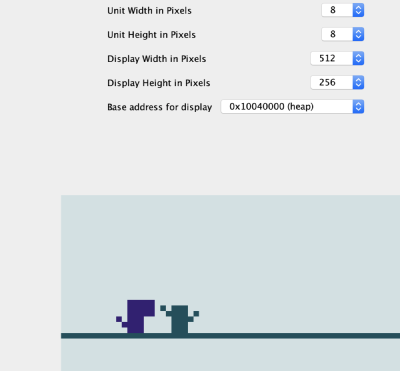 Unit Width in Pixels 8
Unit Height in Pixels 8
Display Width in Pixels 512
Display Height in Pixels 256
Base address for display 0x10040000 (heap)